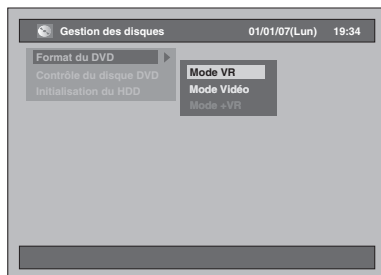 Gestion des disques 01/01/07(Lun) 19:34
Format du DVD
Contrôle du disque DVD
Initialisation du HDD
Mode VR
Mode Vidéo
Mode +VR